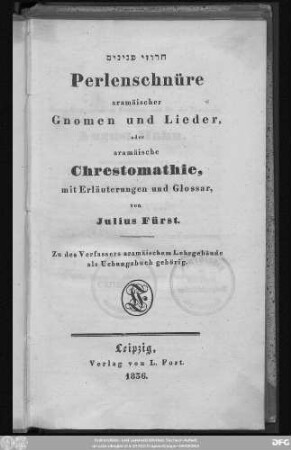 חרוזי פנינים
Perlenschnüre
aramäischer
Gnomen und Lieder,
oder
aramäische
Chrestomathie,
mit Erläuterungen und Glossar,
von
Julius Fürst.
Zu des Verfassers aramäischem Lehrgebäude
als Uebungsbuch gehörig.
Leipzig,
Verlag von L. Fort.
1836.
DFG